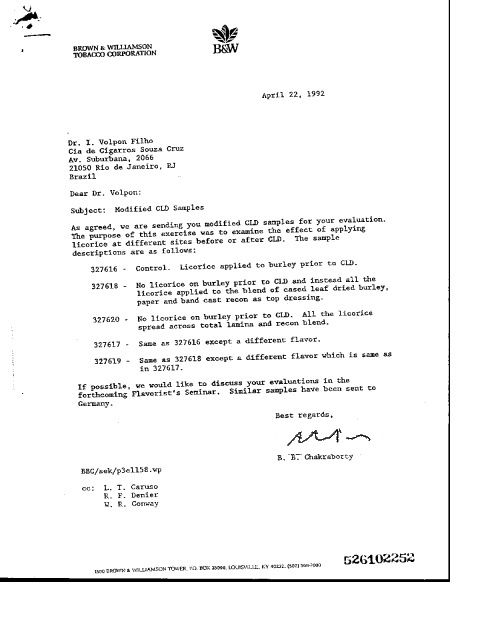 BROWN & WILLIAMSON
TOBACCO CORPORATION
B&W
April 22, 1992
Dr. I. Volpon Filho
Cia de Cigarros Souza Cruz
Av. Suburbana, 2066
21050 Rio de Janeiro, RJ
Brazil
Dear Dr. Volpon:
Subject: Modified CLD Samples
As agreed, we are sending you modified CLD samples for your evaluation.
The purpose of this exercise was to examine the effect of applying
licorice at different sites before or after CLD. The sample
descriptions are as follows:
327616 - Control. Licorice applied to burley prior to CLD.
327618 - No licorice on burley prior to CLD and instead all the
licorice applied to the blend of cased leaf dried burley,
paper and band cast recon as top dressing.
327620 - No licorice on burley prior to CLD. All the licorice
spread across total lamina and recon blend.
327617 - Same as 327616 except a different flavor.
327619 - Same as 327618 except a different flavor which is same as
in 327617.
If possible, we would like to discuss your evaluations in the
forthcoming Flavorist's Seminar. Similar samples have been sent to
Germany.
Best regards,
B. B. Chakraborty
BBC/sek/p3ell58.wp
cc: L. T. Caruso
R. F. Denier
W. R. Conway
1500 BROWN & WILLIAMSON TOWER, P.O. BOX 35090, LOUISVILLE, KY 40232, (502)
526102252